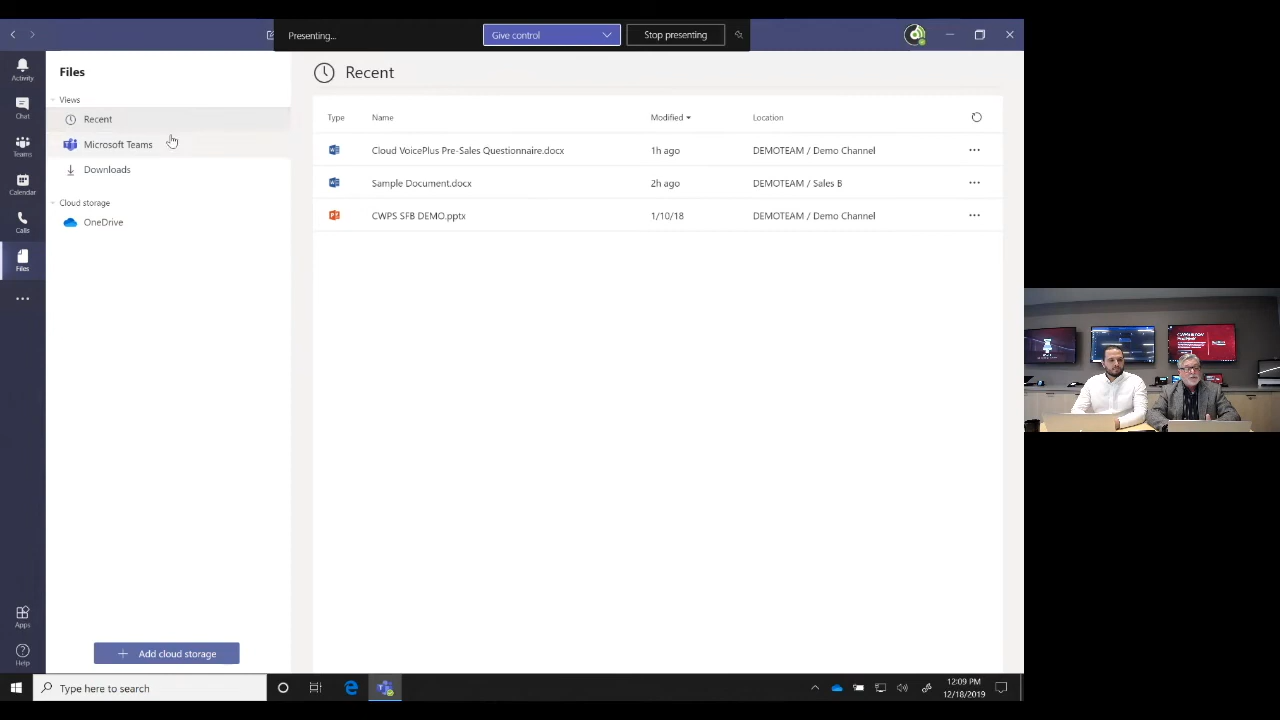 Presenting...
Give control
Stop presenting
Activity
Chat
Teams
Calendar
Calls
Files
Apps
Help
Files
Views
Recent
Microsoft Teams
Downloads
Cloud storage
OneDrive
Add cloud storage
Recent
Type Name Modified Location
Cloud VoicePlus Pre-Sales Questionnaire.docx 1h ago DEMOTEAM / Demo Channel
Sample Document.docx 2h ago DEMOTEAM / Sales B
CWPS SFB DEMO.pptx 1/10/18 DEMOTEAM / Demo Channel
Type here to search
12:09 PM
12/18/2019